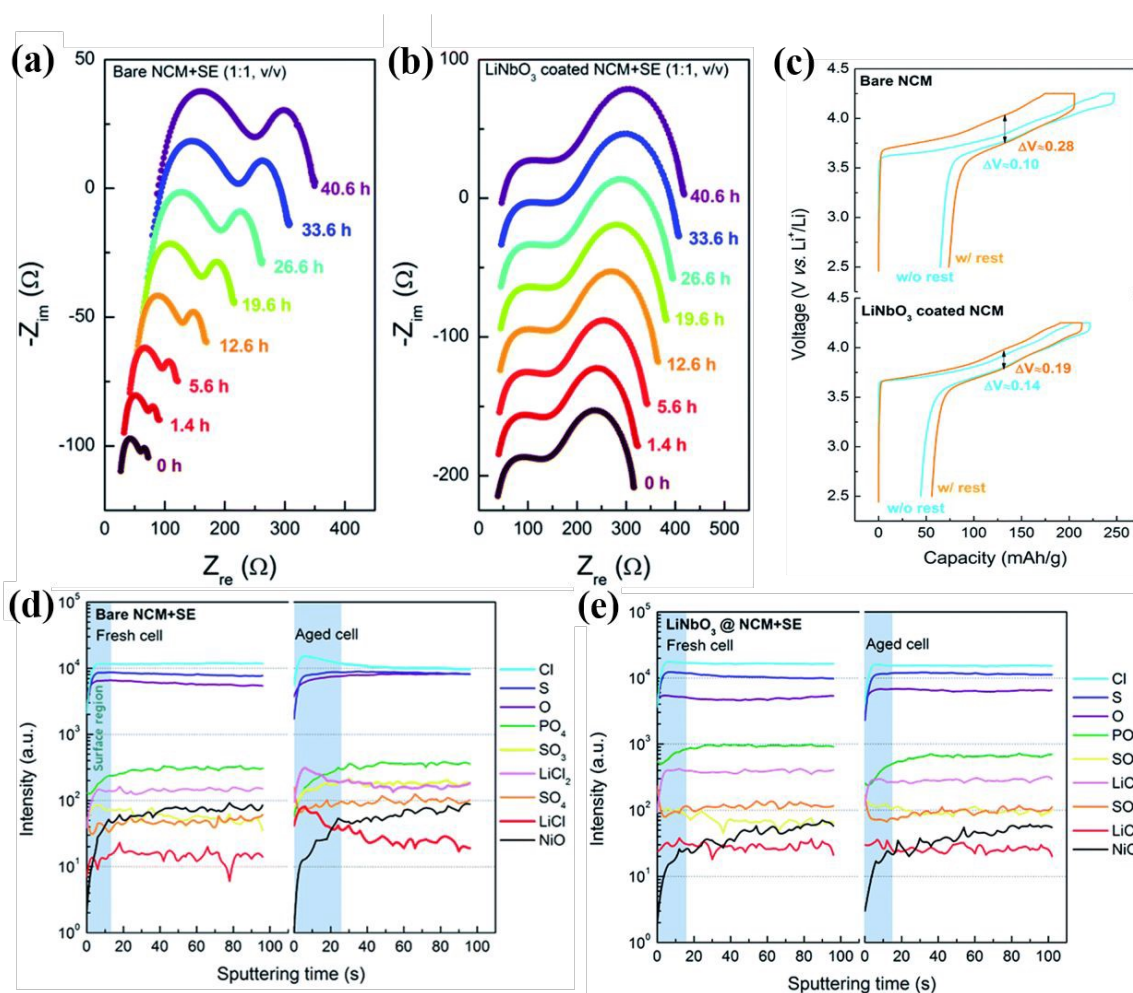 (a)
Bare NCM+SE (1:1, v/v)
50
0
-50
-100
-Zim (Ω)
40.6 h
33.6 h
26.6 h
19.6 h
12.6 h
5.6 h
1.4 h
0 h
0 100 200 300 400
Zre (Ω)
(b)
LiNbO3 coated NCM+SE (1:1, v/v)
100
0
-100
-200
-Zim (Ω)
40.6 h
33.6 h
26.6 h
19.6 h
12.6 h
5.6 h
1.4 h
0 h
0 100 200 300 400 500
Zre (Ω)
(c)
Bare NCM
4.5
4.0
3.5
3.0
2.5
ΔV≈0.28
ΔV≈0.10
w/ rest
w/o rest
LiNbO3 coated NCM
4.5
4.0
3.5
3.0
2.5
ΔV≈0.19
ΔV≈0.14
w/ rest
w/o rest
Voltage (V vs. Li+/Li)
0 50 100 150 200 250
Capacity (mAh/g)
(d)
Bare NCM+SE
Fresh cell
Aged cell
Surface region
10^5
10^4
10^3
10^2
10^1
10^0
Intensity (a.u.)
0 20 40 60 80 100 0 20 40 60 80 100
Sputtering time (s)
Cl
S
O
PO4
SO3
LiCl2
SO4
LiCl
NiO
(e)
LiNbO3 @ NCM+SE
Fresh cell
Aged cell
10^5
10^4
10^3
10^2
10^1
10^0
Intensity (a.u.)
0 20 40 60 80 100 0 20 40 60 80 100
Sputtering time (s)
Cl
S
O
PO
SO
LiCl
SO
LiC
NiO